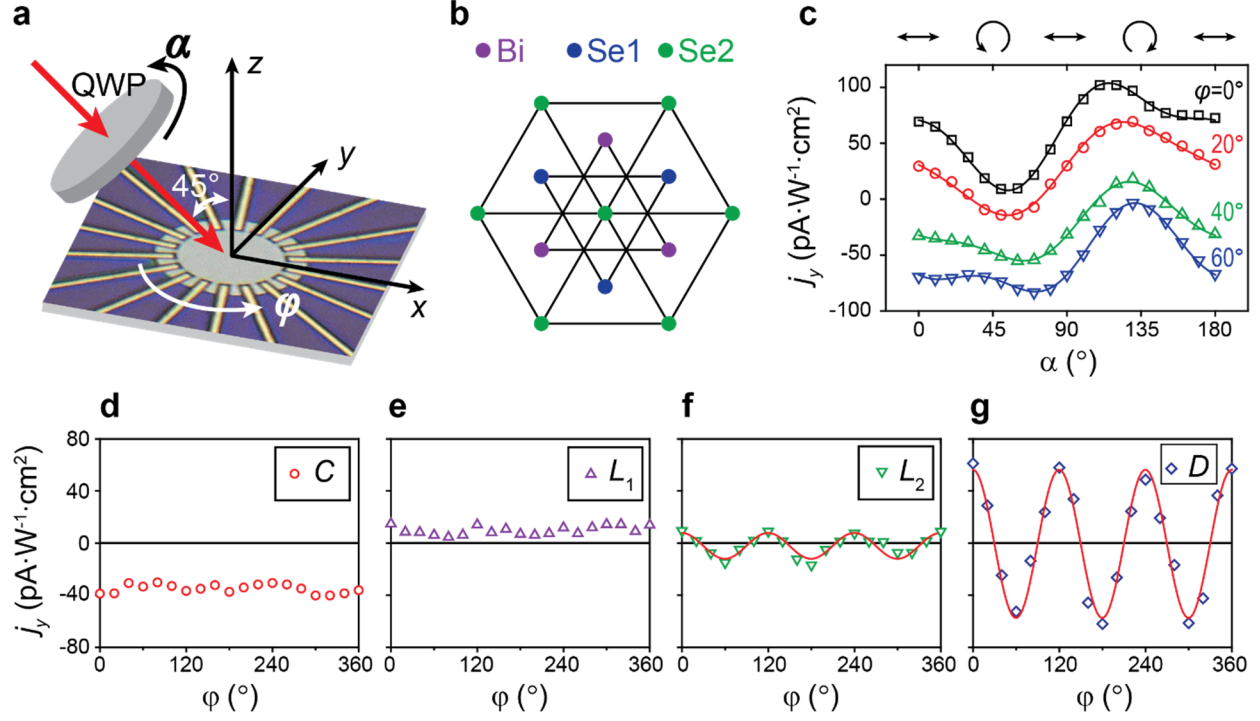 a
α
QWP
z
y
45°
x
φ
b
Bi Se1 Se2
c
j_y (pA·W⁻¹·cm²)
100
50
0
-50
-100
φ=0°
20°
40°
60°
0 45 90 135 180
α (°)
d
j_y (pA·W⁻¹·cm²)
80
40
0
-40
-80
C
0 120 240 360
φ (°)
e
L₁
0 120 240 360
φ (°)
f
L₂
0 120 240 360
φ (°)
g
D
0 120 240 360
φ (°)